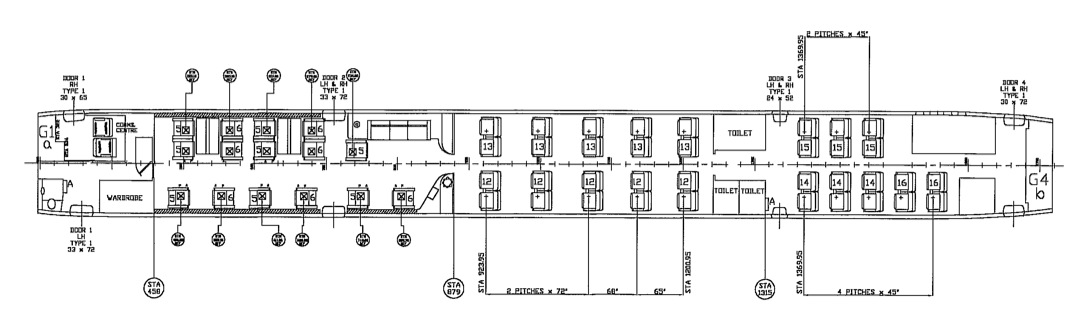 2 PITCHES x 45"
STA 1369.95
DOOR 1
RH
TYPE 1
30 x 65
DOOR 2
LH & RH
TYPE 1
33 x 72
DOOR 3
LH & RH
TYPE 1
24 x 52
DOOR 4
LH & RH
TYPE 1
30 x 72
G1
a
COMMS.
CENTRE
5 6 5 6
5 6 5 6 5
13 13 13 13 13
TOILET
15 15 15
A
WARDROBE
5 6 5 6 5 6
12 12 12 12 12
TOILET TOILET
A
14 14 14 16 16
G4
b
DOOR 1
LH
TYPE 1
33 x 72
STA
458
STA
879
STA 923.95
2 PITCHES x 72"
68"
65"
STA 1200.95
STA
1315
STA 1369.95
4 PITCHES x 45"